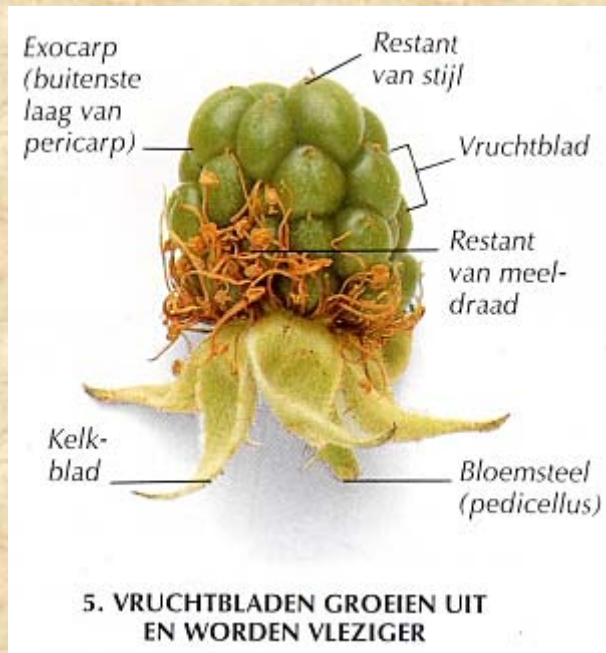 Exocarp
(buitenste
laag van
pericarp)
Restant
van stijl
Vruchtblad
Restant
van meel-
draad
Kelk-
blad
Bloemsteel
(pedicellus)
5. VRUCHTBLADEN GROEIEN UIT
EN WORDEN VLEZIGER